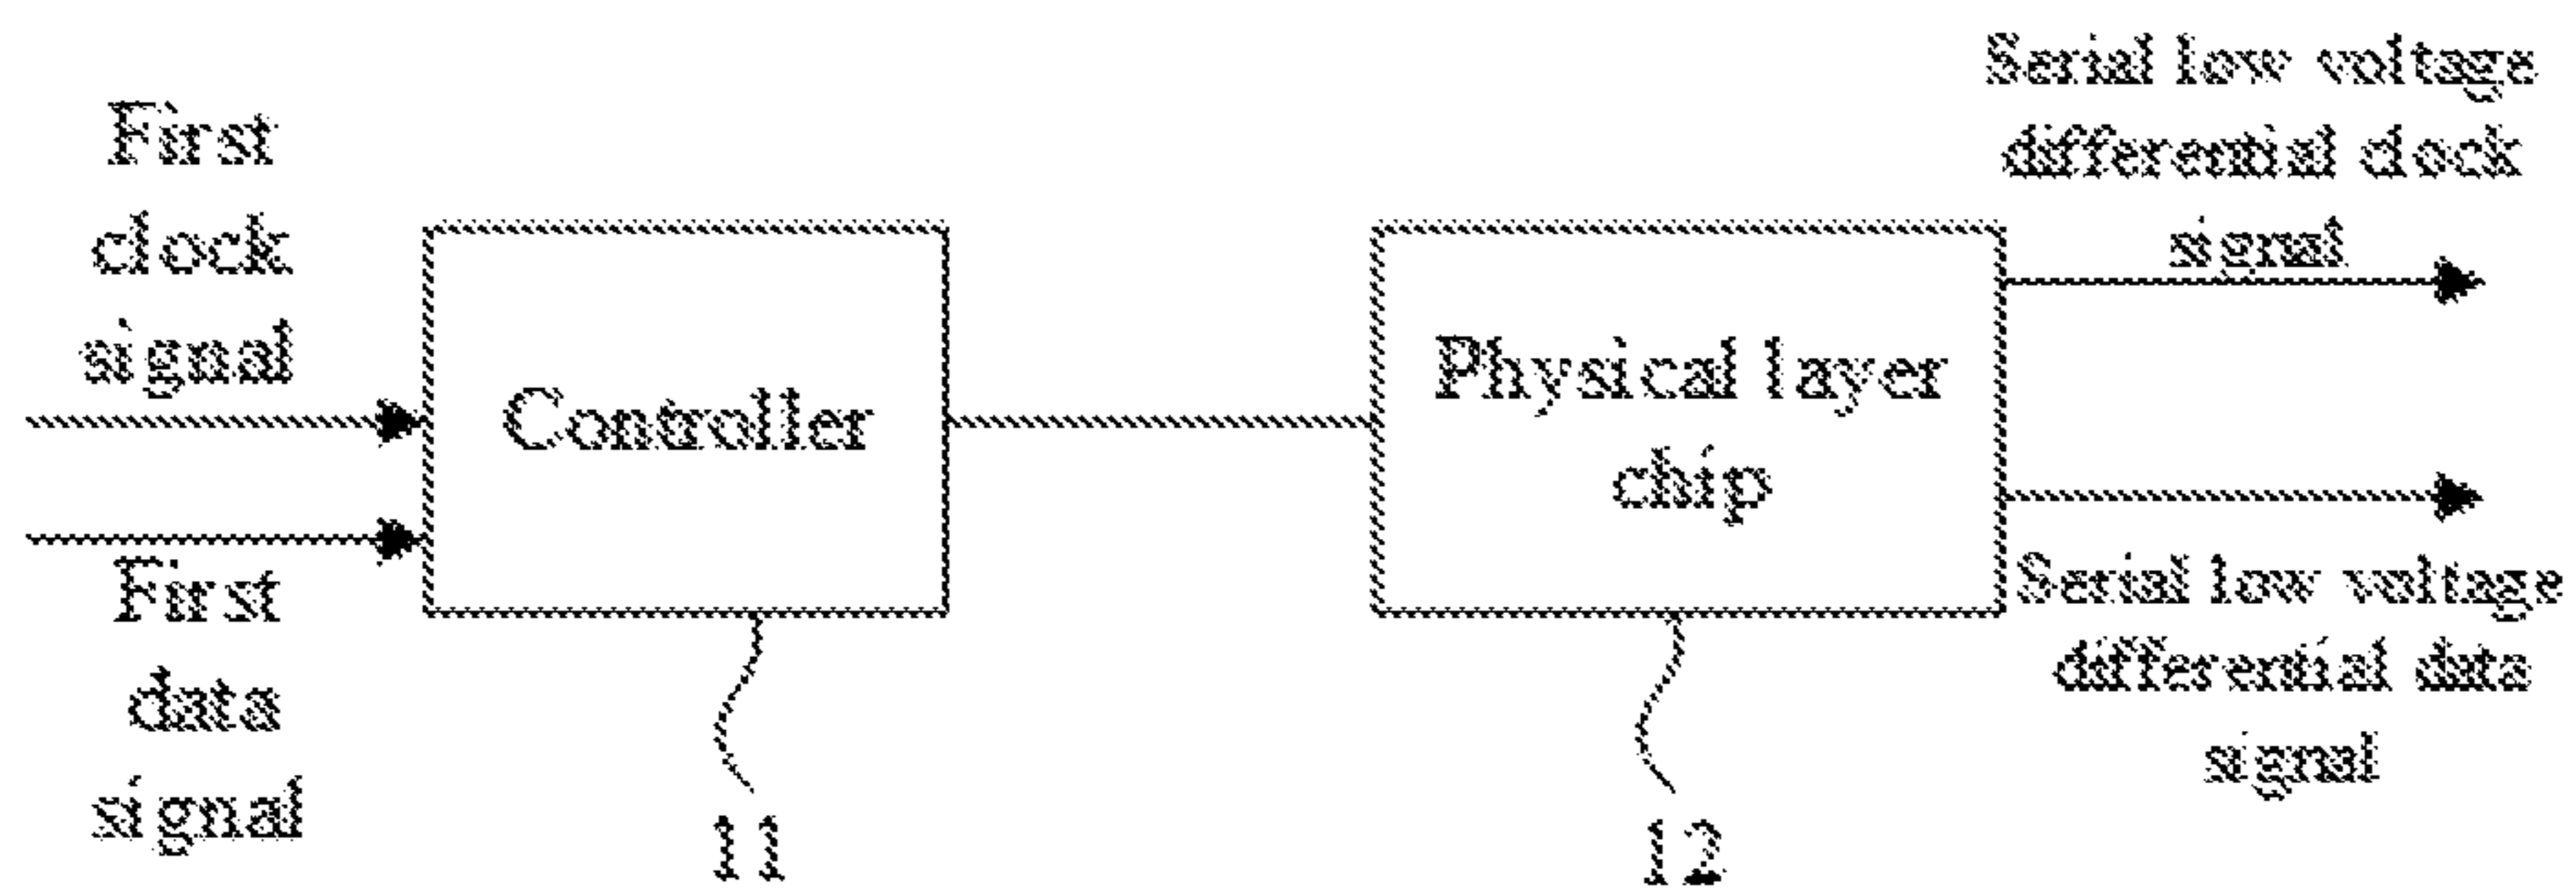 First
clock
signal
Controller
First
data
signal
11
Physical layer
chip
12
Serial low voltage
differential clock
signal
Serial low voltage
differential data
signal